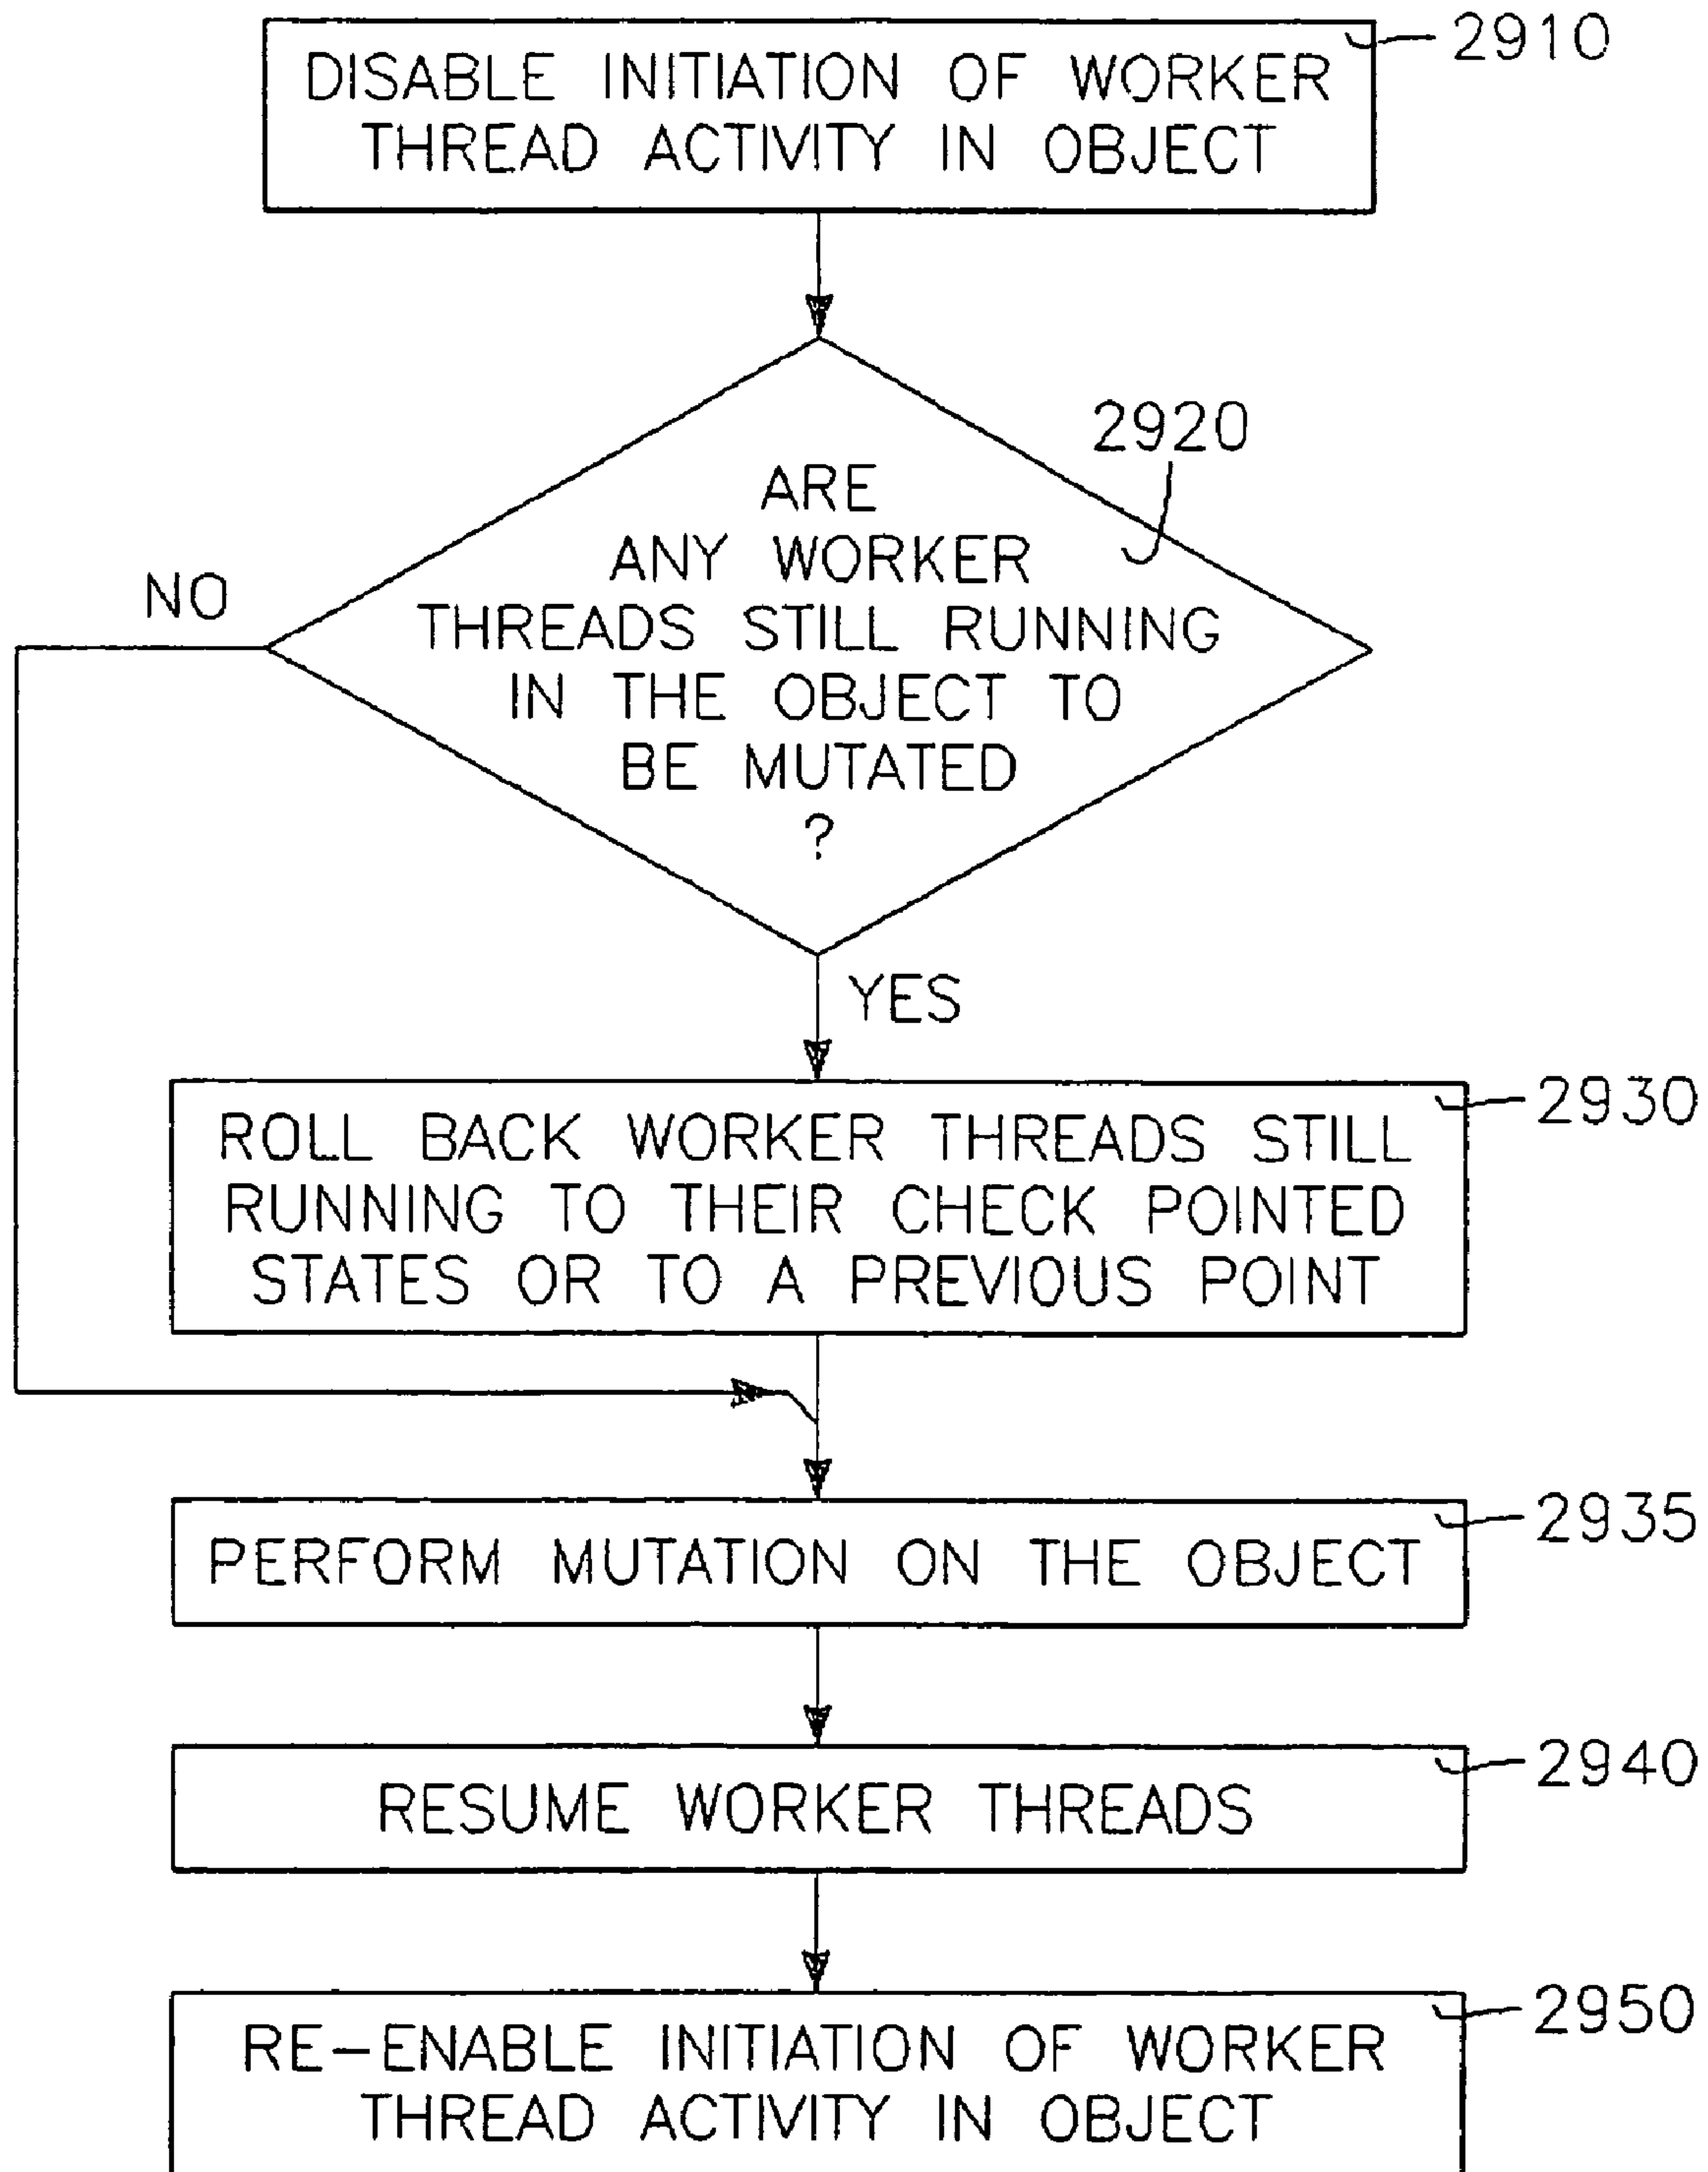 2910
DISABLE INITIATION OF WORKER
THREAD ACTIVITY IN OBJECT
2920
ARE
ANY WORKER
THREADS STILL RUNNING
IN THE OBJECT TO
BE MUTATED
?
NO
YES
2930
ROLL BACK WORKER THREADS STILL
RUNNING TO THEIR CHECK POINTED
STATES OR TO A PREVIOUS POINT
2935
PERFORM MUTATION ON THE OBJECT
2940
RESUME WORKER THREADS
2950
RE-ENABLE INITIATION OF WORKER
THREAD ACTIVITY IN OBJECT